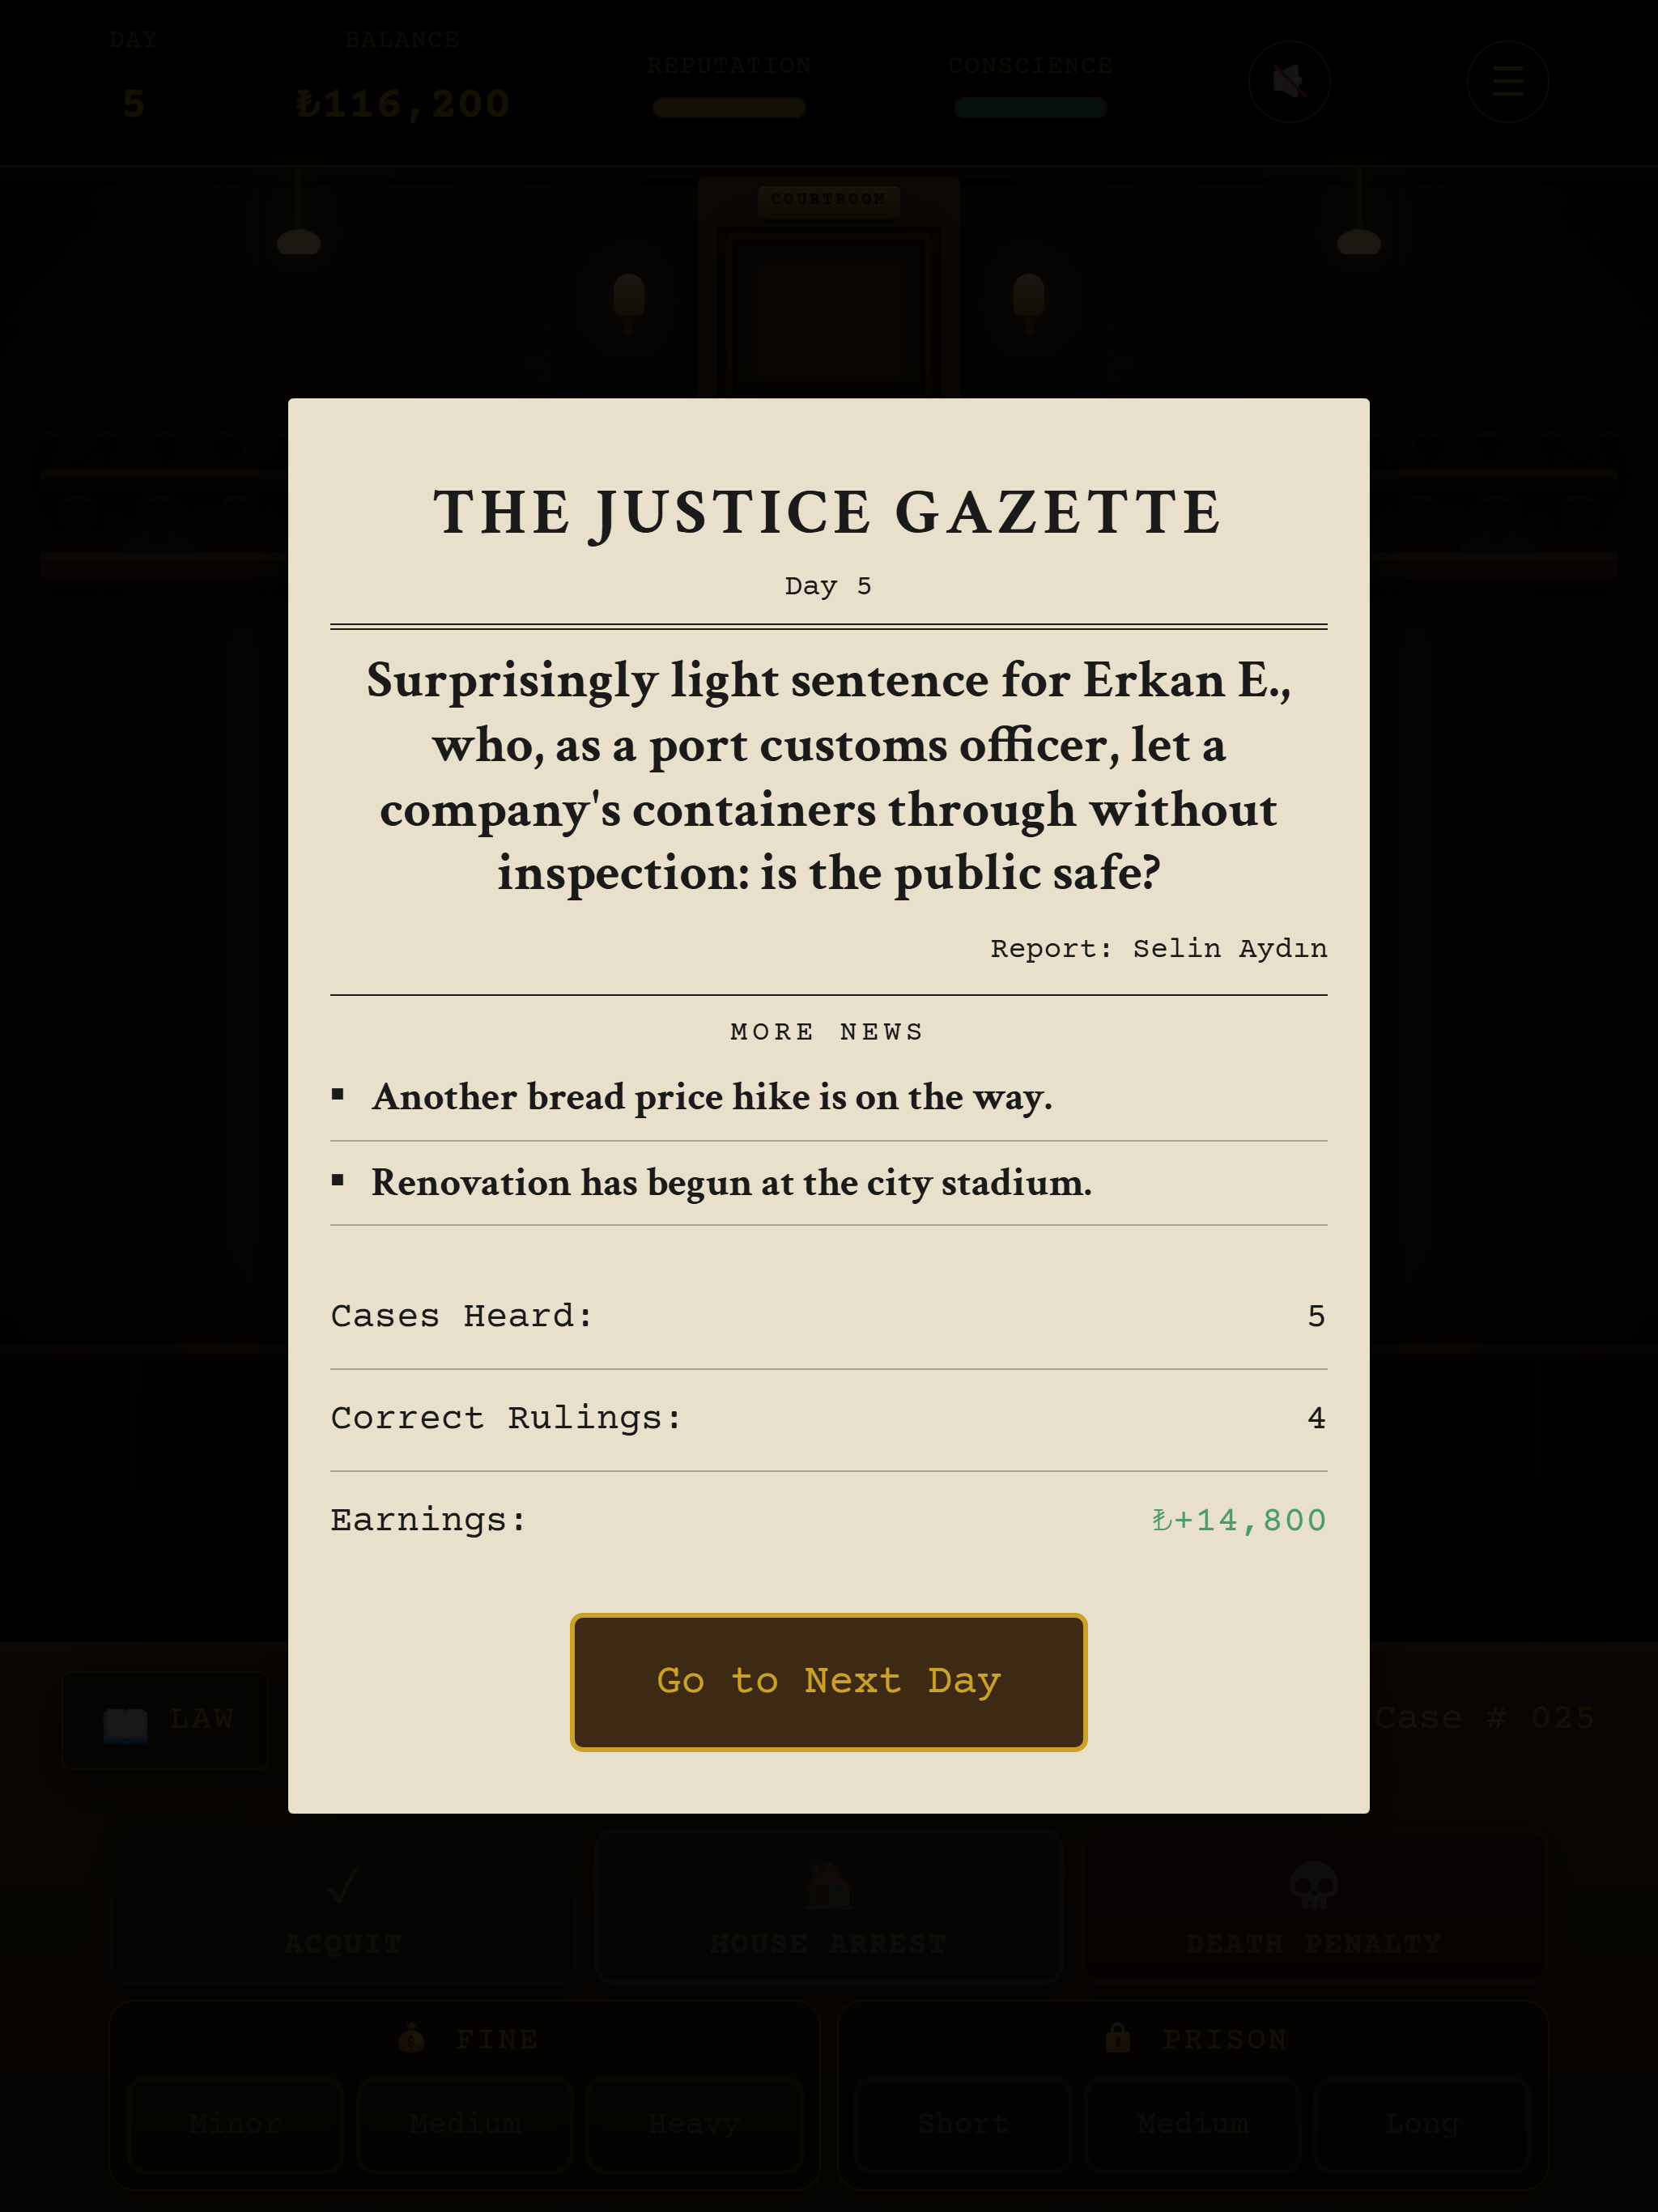 DAY
BALANCE
REPUTATION
CONSCIENCE
5
₺116,200
COURTROOM
THE JUSTICE GAZETTE
Day 5
Surprisingly light sentence for Erkan E.,
who, as a port customs officer, let a
company's containers through without
inspection: is the public safe?
Report: Selin Aydın
MORE NEWS
▪ Another bread price hike is on the way.
▪ Renovation has begun at the city stadium.
Cases Heard: 5
Correct Rulings: 4
Earnings: ₺+14,800
Go to Next Day
LAW
Case # 025
ACQUIT
HOUSE ARREST
DEATH PENALTY
FINE
PRISON
Minor
Medium
Heavy
Short
Medium
Long